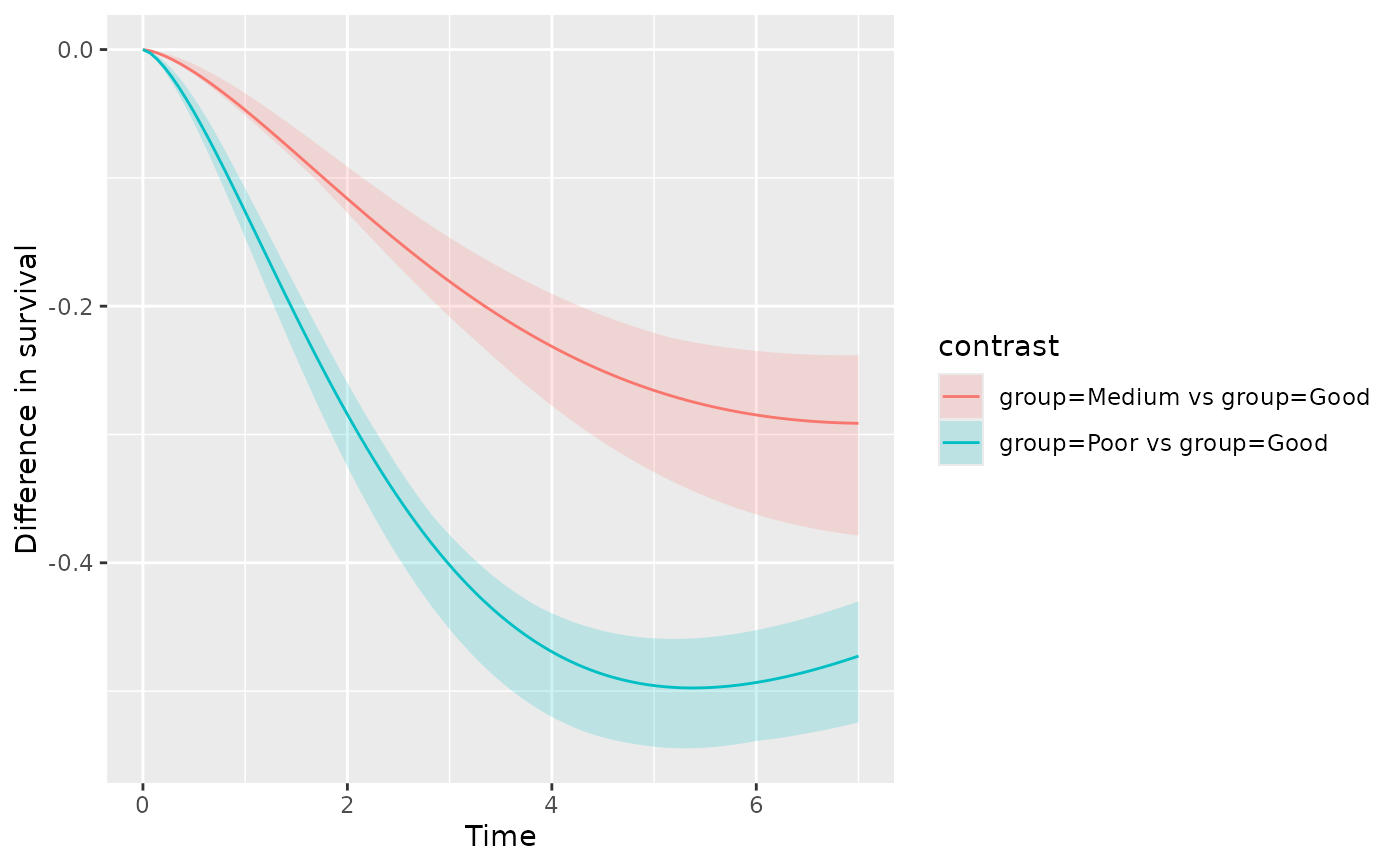 0.0
-0.2
-0.4
Difference in survival
0
2
4
6
Time
contrast
group=Medium vs group=Good
group=Poor vs group=Good